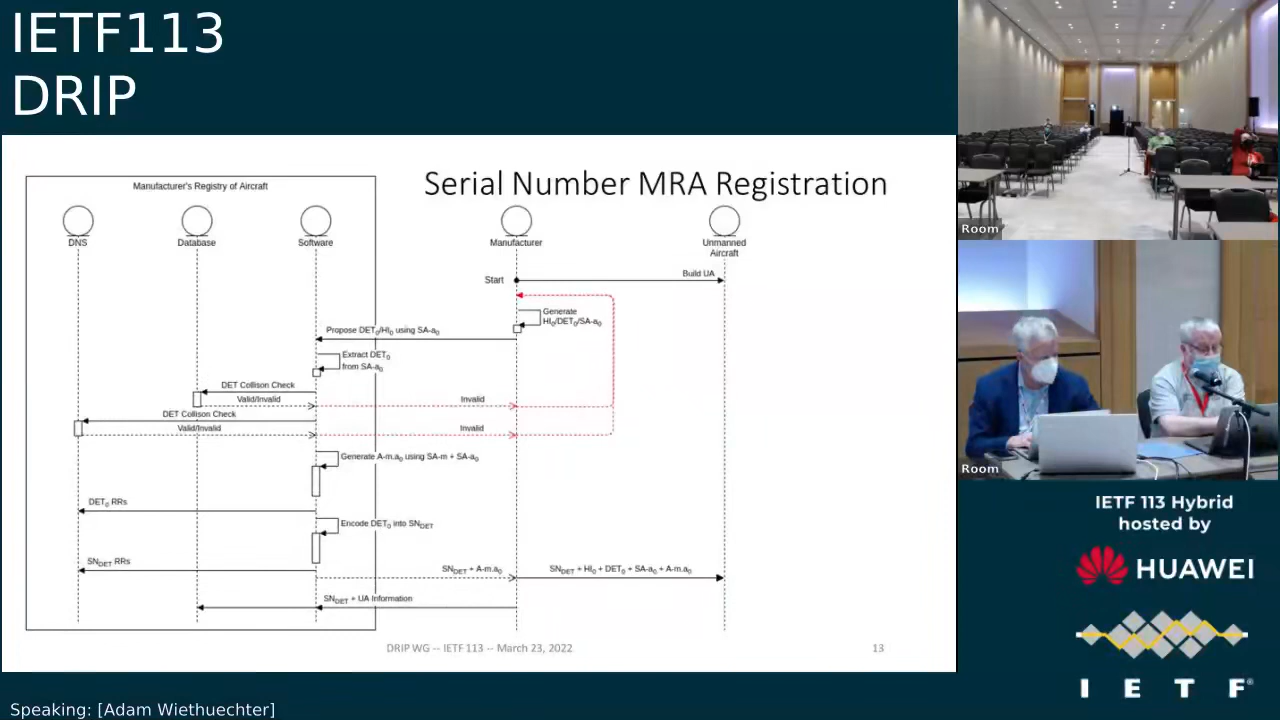 IETF113
DRIP
Manufacturer's Registry of Aircraft
Serial Number MRA Registration
DNS
Database
Software
Manufacturer
Unmanned
Aircraft
Start
Build UA
Generate
HI0/DET0/SA-a0
Propose DET0/HI0 using SA-a0
Extract DET0
from SA-a0
DET Collison Check
Valid/Invalid
Invalid
DET Collison Check
Valid/Invalid
Invalid
Generate A-m.a0 using SA-m + SA-a0
DET0 RRs
Encode DET0 into SNDET
SNDET RRs
SNDET + A-m.a0
SNDET + HI0 + DET0 + SA-a0 + A-m.a0
SNDET + UA Information
DRIP WG -- IETF 113 -- March 23, 2022
13
Room
Room
IETF 113 Hybrid
hosted by
HUAWEI
I E T F®
Speaking: [Adam Wiethuechter]